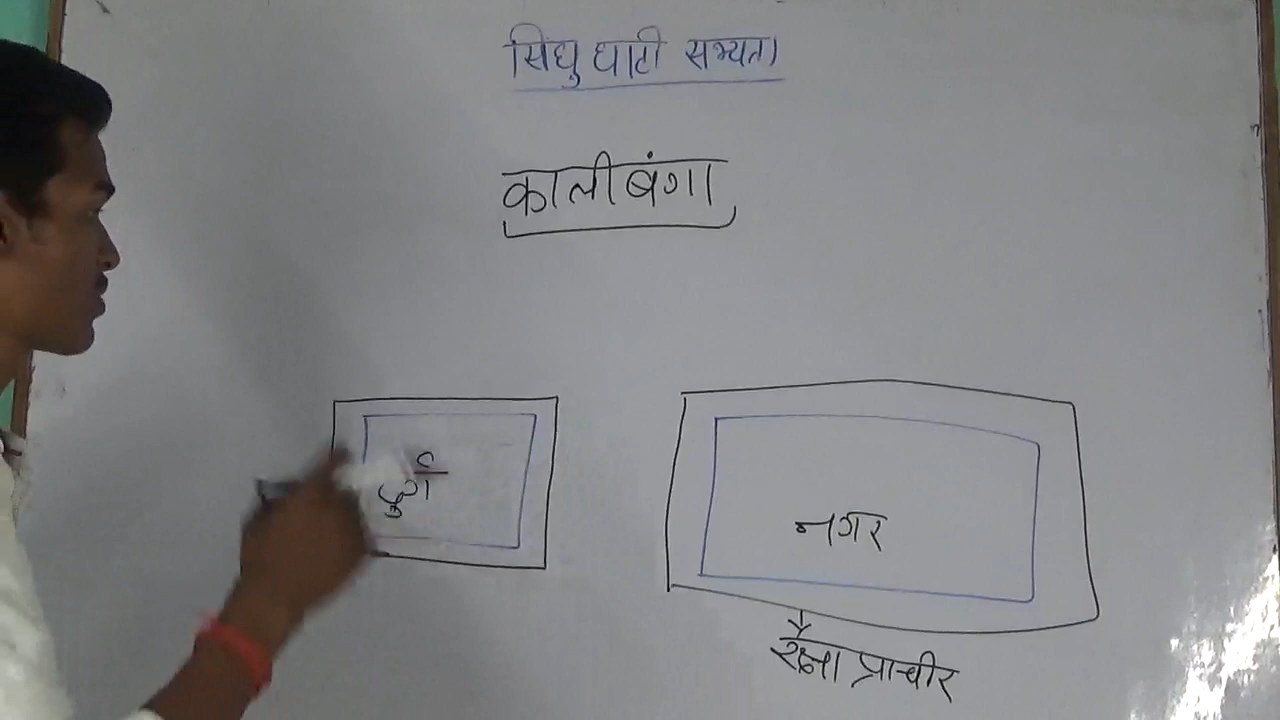 सिंधु घाटी सभ्यता
कालीबंगा
दुर्ग
नगर
रक्षा प्राचीर